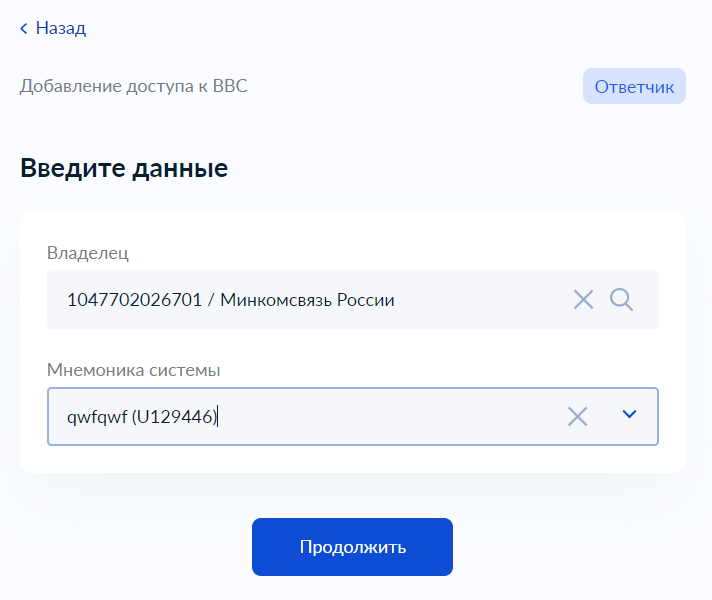 Назад
Добавление доступа к ВВС
Ответчик
Введите данные
Владелец
1047702026701 / Минкомсвязь России
Мнемоника системы
qwfqwf (U129446)
Продолжить